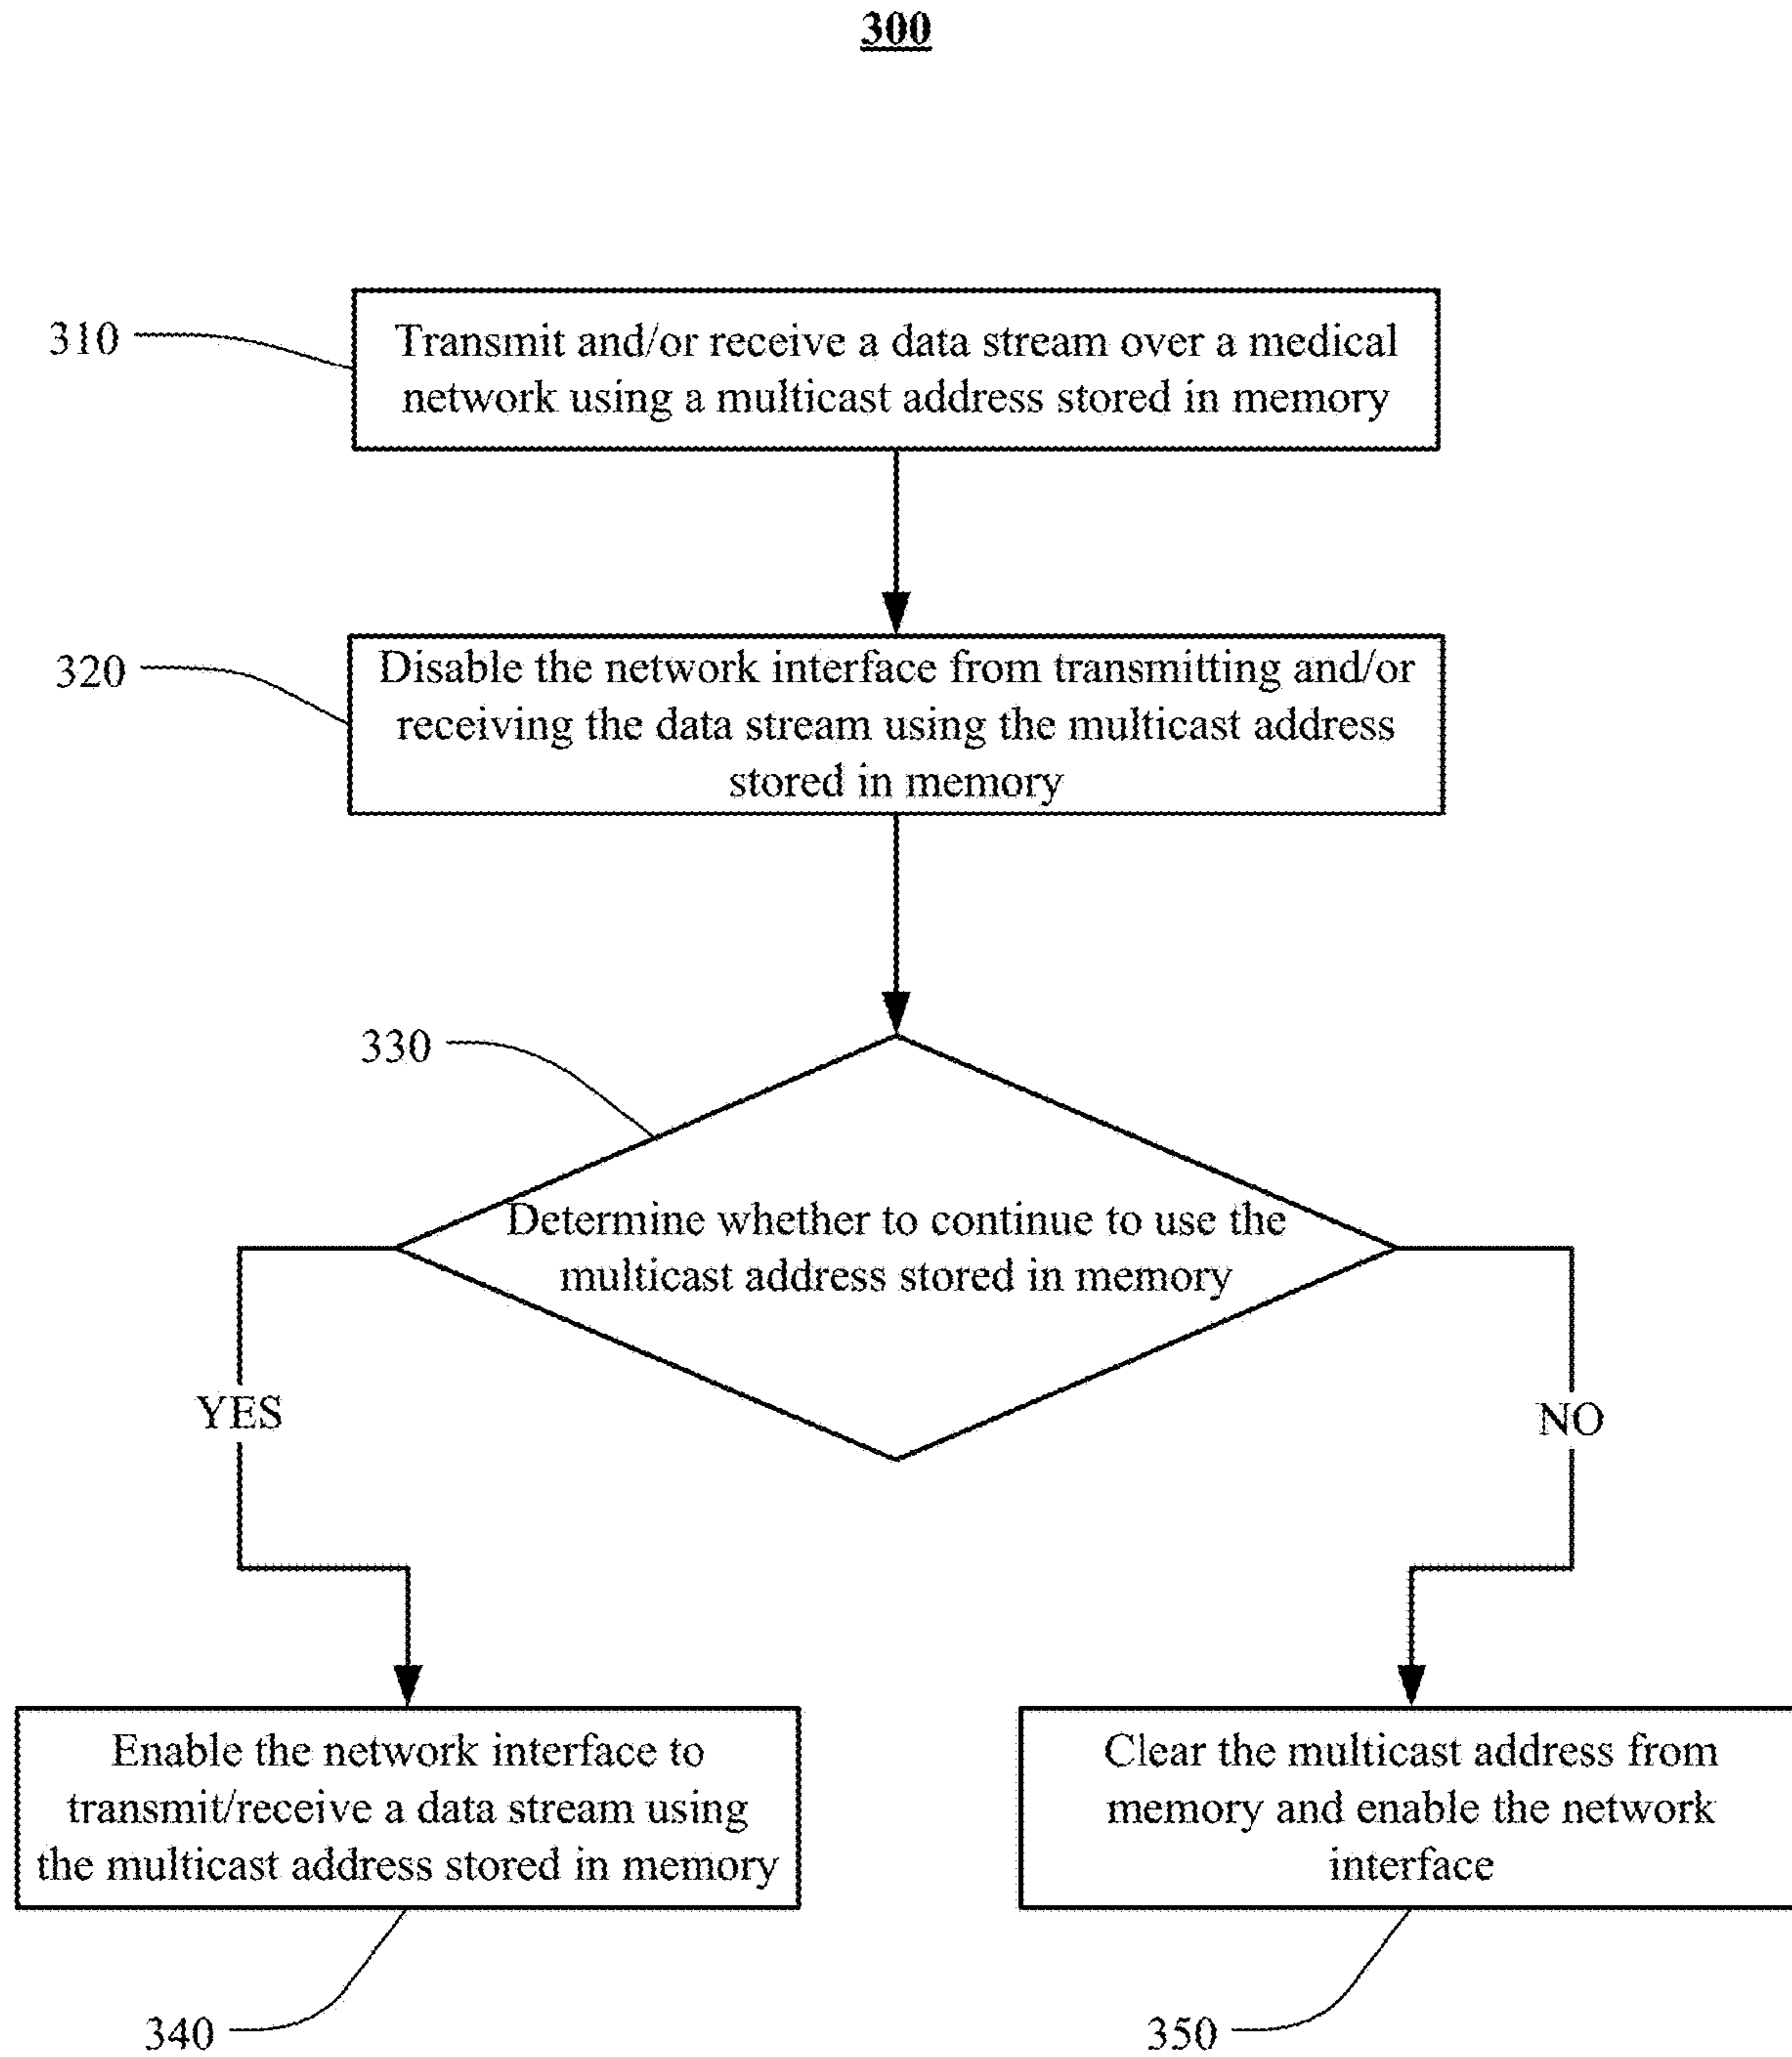 300
310
Transmit and/or receive a data stream over a medical
network using a multicast address stored in memory
320
Disable the network interface from transmitting and/or
receiving the data stream using the multicast address
stored in memory
330
Determine whether to continue to use the
multicast address stored in memory
YES
NO
Enable the network interface to
transmit/receive a data stream using
the multicast address stored in memory
Clear the multicast address from
memory and enable the network
interface
340
350